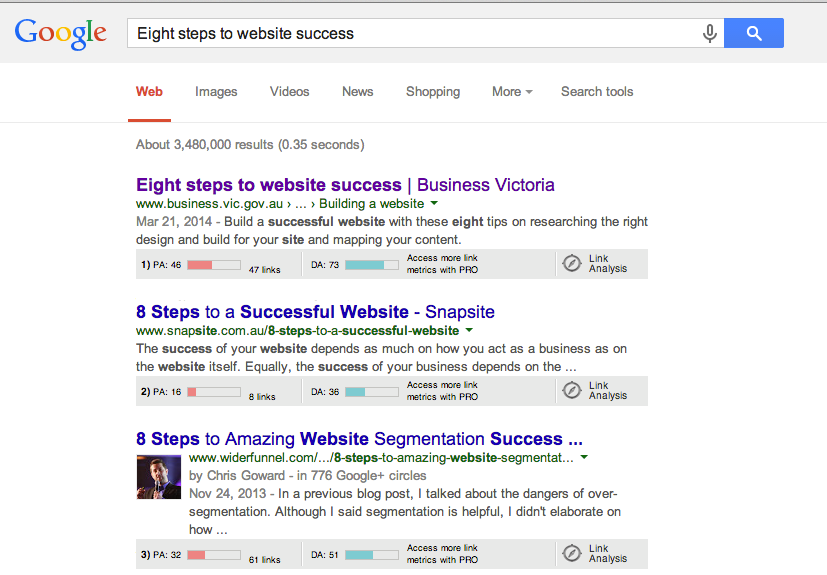 Google
Eight steps to website success
Web Images Videos News Shopping More Search tools
About 3,480,000 results (0.35 seconds)
Eight steps to website success | Business Victoria
www.business.vic.gov.au › ... › Building a website
Mar 21, 2014 - Build a successful website with these eight tips on researching the right
design and build for your site and mapping your content.
1) PA: 46 47 links DA: 73 Access more link metrics with PRO Link Analysis
8 Steps to a Successful Website - Snapsite
www.snapsite.com.au/8-steps-to-a-successful-website
The success of your website depends as much on how you act as a business as on
the website itself. Equally, the success of your business depends on the ...
2) PA: 16 8 links DA: 36 Access more link metrics with PRO Link Analysis
8 Steps to Amazing Website Segmentation Success ...
www.widerfunnel.com/.../8-steps-to-amazing-website-segmentat...
by Chris Goward - in 776 Google+ circles
Nov 24, 2013 - In a previous blog post, I talked about the dangers of over-
segmentation. Although I said segmentation is helpful, I didn't elaborate on
how ...
3) PA: 32 61 links DA: 51 Access more link metrics with PRO Link Analysis